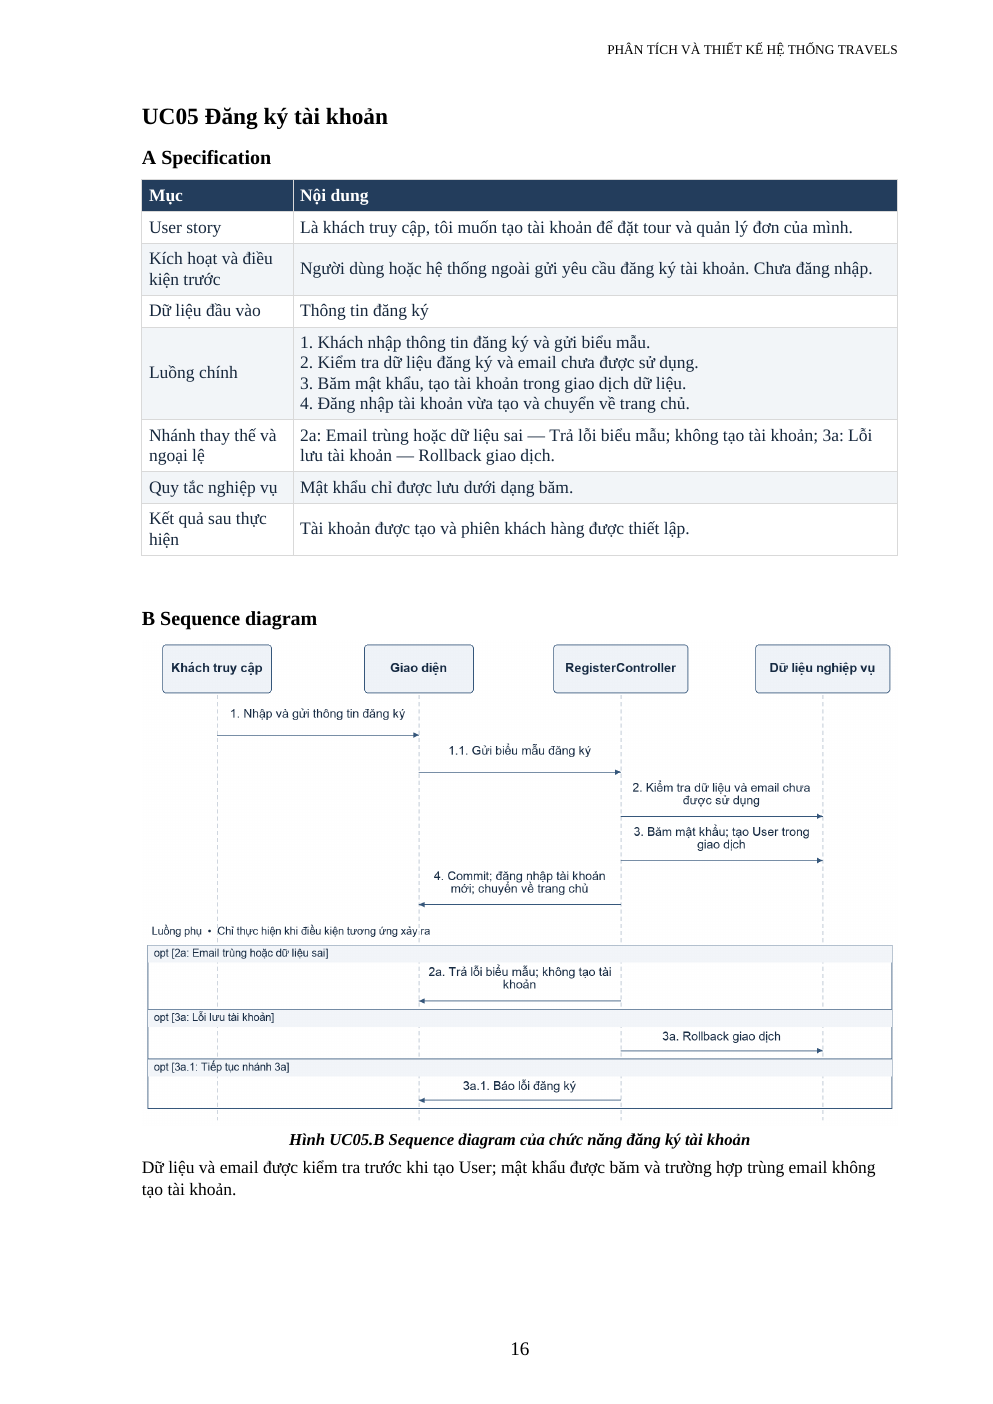 PHÂN TÍCH VÀ THIẾT KẾ HỆ THỐNG TRAVELS
UC05 Đăng ký tài khoản
A Specification
Mục
Nội dung
User story
Là khách truy cập, tôi muốn tạo tài khoản để đặt tour và quản lý đơn của mình.
Kích hoạt và điều
kiện trước
Người dùng hoặc hệ thống ngoài gửi yêu cầu đăng ký tài khoản. Chưa đăng nhập.
Dữ liệu đầu vào
Thông tin đăng ký
Luồng chính
1. Khách nhập thông tin đăng ký và gửi biểu mẫu.
2. Kiểm tra dữ liệu đăng ký và email chưa được sử dụng.
3. Băm mật khẩu, tạo tài khoản trong giao dịch dữ liệu.
4. Đăng nhập tài khoản vừa tạo và chuyển về trang chủ.
Nhánh thay thế và
ngoại lệ
2a: Email trùng hoặc dữ liệu sai — Trả lỗi biểu mẫu; không tạo tài khoản; 3a: Lỗi
lưu tài khoản — Rollback giao dịch.
Quy tắc nghiệp vụ
Mật khẩu chỉ được lưu dưới dạng băm.
Kết quả sau thực
hiện
Tài khoản được tạo và phiên khách hàng được thiết lập.
B Sequence diagram
Khách truy cập
Giao diện
RegisterController
Dữ liệu nghiệp vụ
1. Nhập và gửi thông tin đăng ký
1.1. Gửi biểu mẫu đăng ký
2. Kiểm tra dữ liệu và email chưa
được sử dụng
3. Băm mật khẩu; tạo User trong
giao dịch
4. Commit; đăng nhập tài khoản
mới; chuyển về trang chủ
Luồng phụ • Chỉ thực hiện khi điều kiện tương ứng xảy ra
opt [2a: Email trùng hoặc dữ liệu sai]
2a. Trả lỗi biểu mẫu; không tạo tài
khoản
opt [3a: Lỗi lưu tài khoản]
3a. Rollback giao dịch
opt [3a.1: Tiếp tục nhánh 3a]
3a.1. Báo lỗi đăng ký
Hình UC05.B Sequence diagram của chức năng đăng ký tài khoản
Dữ liệu và email được kiểm tra trước khi tạo User; mật khẩu được băm và trường hợp trùng email không
tạo tài khoản.
16